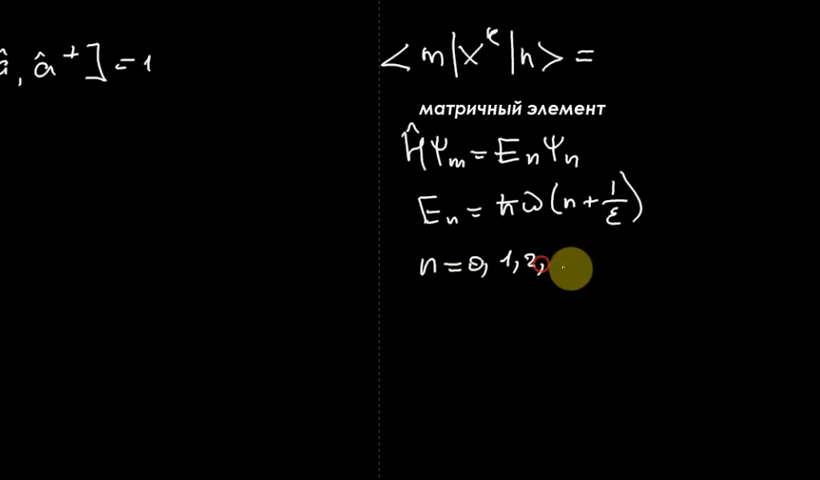 â, â⁺] = 1
<m|x^k|n> =
матричный элемент
ĤΨₘ = EₙΨₙ
Eₙ = ħω(n + 1/2)
n = 0, 1, 2,